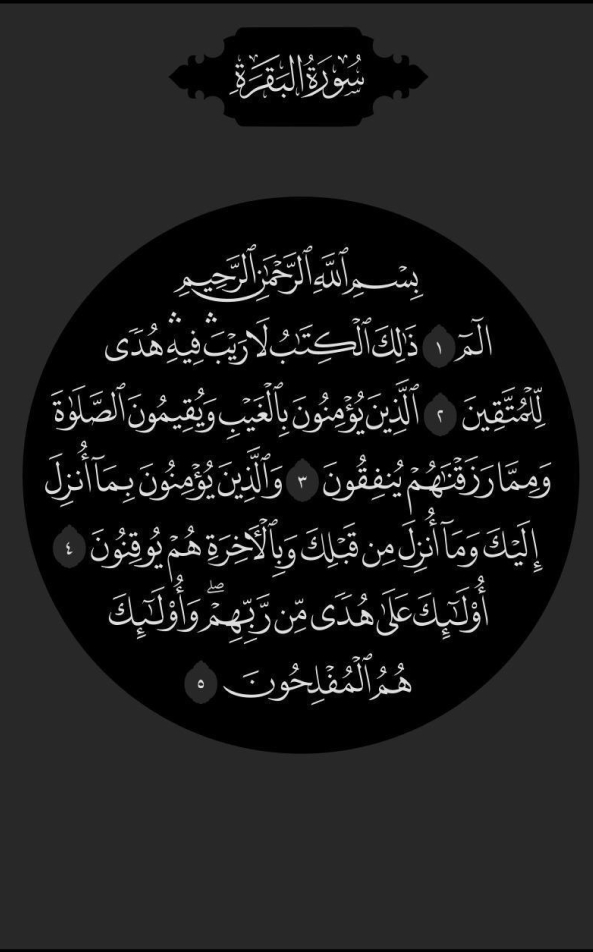 سُورَةُ البَقَرَةِ
بِسْمِ ٱللَّهِ ٱلرَّحْمَٰنِ ٱلرَّحِيمِ
الٓمٓ ١ ذَٰلِكَ ٱلْكِتَٰبُ لَا رَيْبَ ۛ فِيهِ ۛ هُدًى
لِّلْمُتَّقِينَ ٢ ٱلَّذِينَ يُؤْمِنُونَ بِٱلْغَيْبِ وَيُقِيمُونَ ٱلصَّلَوٰةَ
وَمِمَّا رَزَقْنَٰهُمْ يُنفِقُونَ ٣ وَٱلَّذِينَ يُؤْمِنُونَ بِمَآ أُنزِلَ
إِلَيْكَ وَمَآ أُنزِلَ مِن قَبْلِكَ وَبِٱلْأَخِرَةِ هُمْ يُوقِنُونَ ٤
أُو۟لَٰٓئِكَ عَلَىٰ هُدًى مِّن رَّبِّهِمْ ۖ وَأُو۟لَٰٓئِكَ
هُمُ ٱلْمُفْلِحُونَ ٥